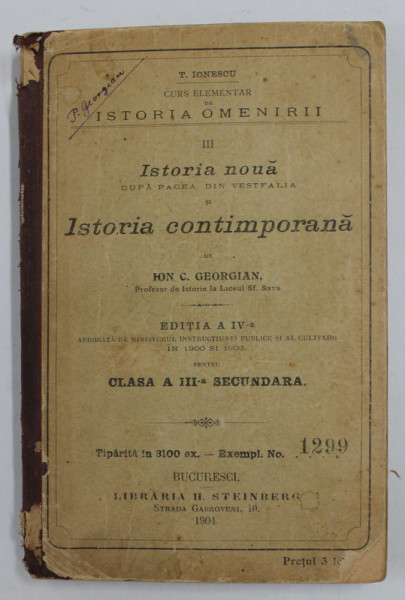 T. IONESCU
P. Georgian
CURS ELEMENTAR
DE
ISTORIA OMENIRII
III
Istoria nouă
DUPĂ PACEA DIN VESTFALIA
ȘI
Istoria contimporană
DE
ION C. GEORGIAN,
Profesor de Istorie la Liceul Sf. Sava
EDIȚIA A IV-a
APROBATĂ DE MINISTERUL INSTRUCȚIUNEI PUBLICE ȘI AL CULTELOR
ÎN 1900 ȘI 1903.
PENTRU
CLASA A III-a SECUNDARA.
Tipărită în 3100 ex. — Exempl. No. 1299
BUCURESCI.
LIBRĂRIA H. STEINBERG
STRADA GABROVENI, 10.
1904
Prețul 3